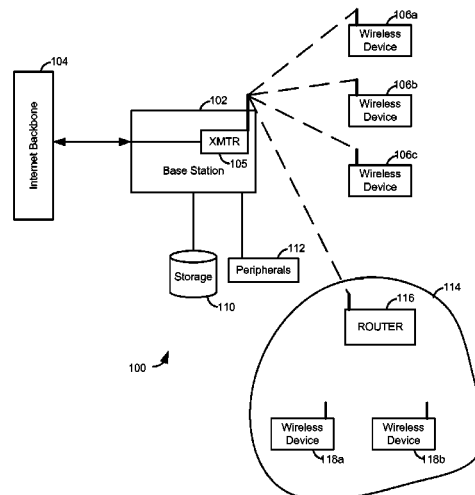 104
Internet Backbone
102
XMTR
105
Base Station
106a
Wireless
Device
106b
Wireless
Device
106c
Wireless
Device
Storage
110
Peripherals
112
114
116
ROUTER
100
Wireless
Device
118a
Wireless
Device
118b